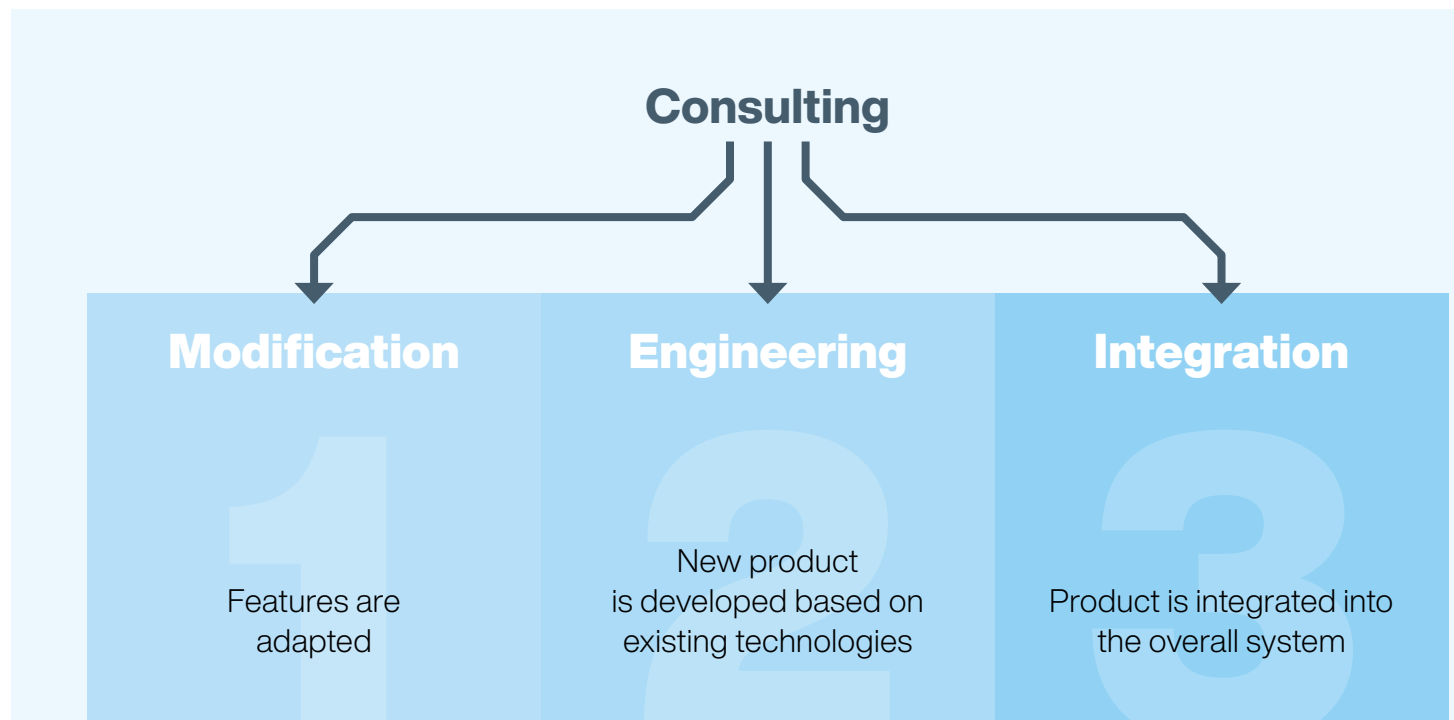 Consulting
Modification
Engineering
Integration
1
2
3
Features are
adapted
New product
is developed based on
existing technologies
Product is integrated into
the overall system